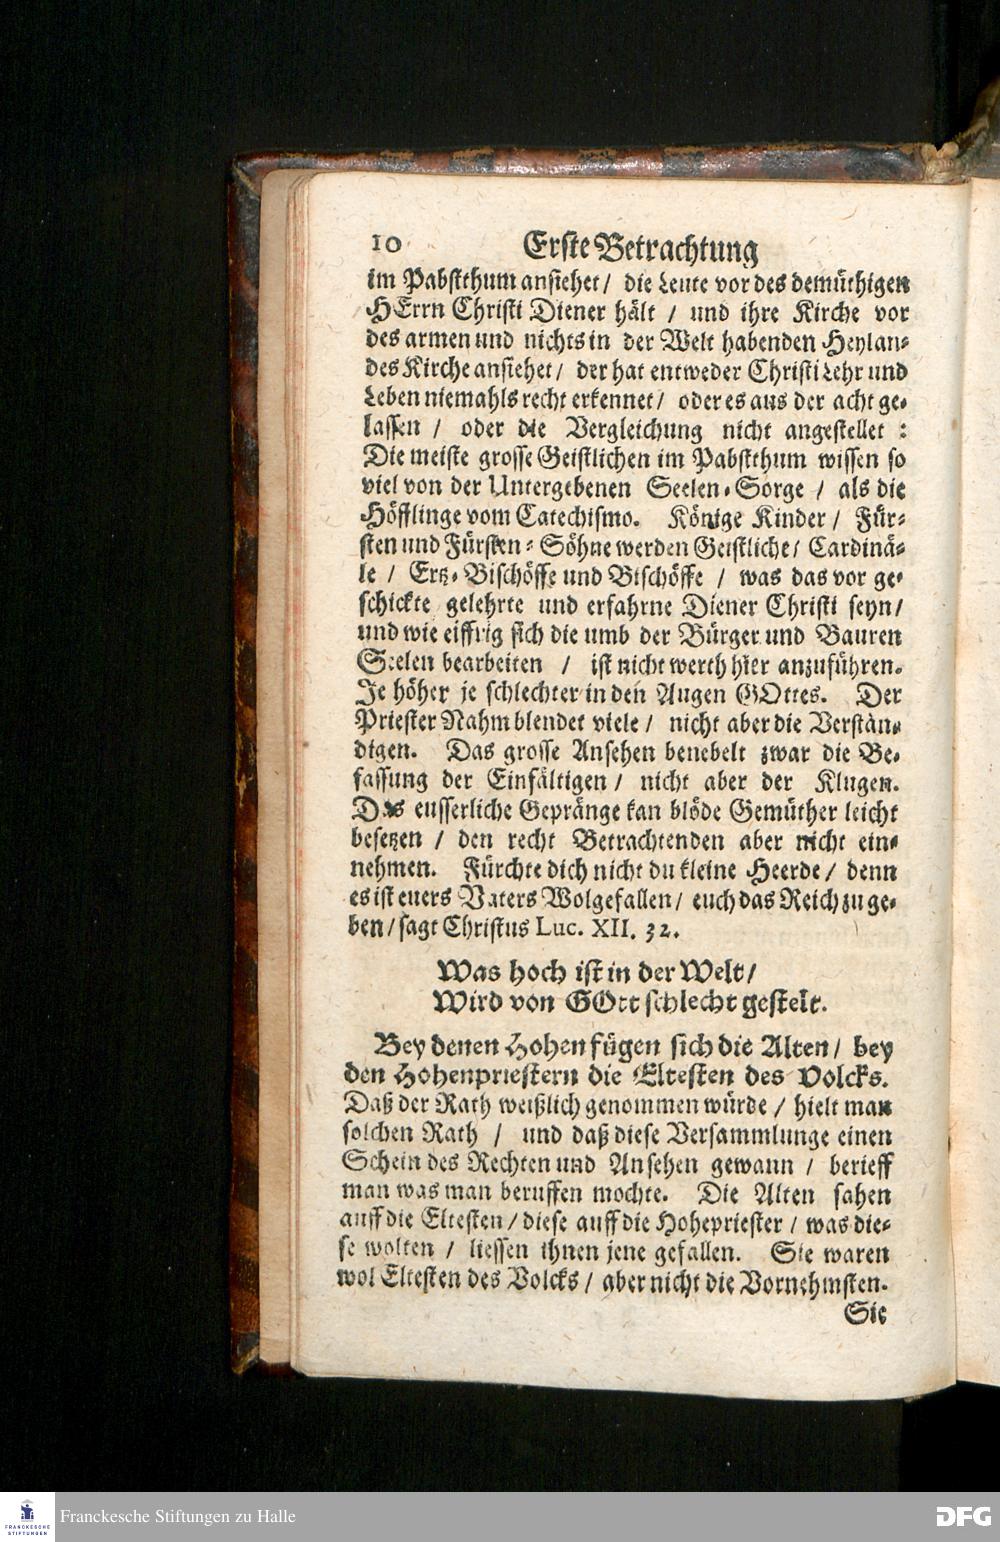 10 Erste Betrachtung
im Pabstthum ansiehet / die Leute vor des demüthigen
HErrn Christi Diener hält / und ihre Kirche vor
des armen und nichts in der Welt habenden Heylan-
des Kirche ansiehet / der hat entweder Christi Lehr und
Leben niemahls recht erkennet / oder es aus der acht ge-
lassen / oder die Vergleichung nicht angestellet :
Die meiste grosse Geistlichen im Pabstthum wissen so
viel von der Untergebenen Seelen-Sorge / als die
Höfflinge vom Catechismo. Könige Kinder / Für-
sten und Fürsten-Söhne werden Geistliche / Cardinä-
le / Ertz-Bischöffe und Bischöffe / was das vor ge-
schickte gelehrte und erfahrne Diener Christi seyn /
und wie eiffrig sich die umb der Bürger und Bauren
Seelen bearbeiten / ist nicht werth hier anzuführen.
Je höher je schlechter in den Augen GOttes. Der
Priester Nahm blendet viele / nicht aber die Verstän-
digen. Das grosse Ansehen benebelt zwar die Be-
fassung der Einfältigen / nicht aber der Klugen.
Das eusserliche Gepränge kan blöde Gemüther leicht
besetzen / den recht Betrachtenden aber nicht ein-
nehmen. Fürchte dich nicht du kleine Heerde / denn
es ist euers Vaters Wolgefallen / euch das Reich zu ge-
ben / sagt Christus Luc. XII. 32.
Was hoch ist in der Welt /
Wird von GOtt schlecht gestelt.
Bey denen Hohen fügen sich die Alten / bey
den Hohenpriestern die Eltesten des Volcks.
Daß der Rath weißlich genommen würde / hielt man
solchen Rath / und daß diese Versammlunge einen
Schein des Rechten und Ansehen gewann / berieff
man was man beruffen mochte. Die Alten sahen
auff die Eltesten / diese auff die Hohepriester / was die-
se wolten / liessen ihnen jene gefallen. Sie waren
wol Eltesten des Volcks / aber nicht die Vornehmsten.
Sie
FRANCKESCHE
STIFTUNGEN
Franckesche Stiftungen zu Halle
DFG